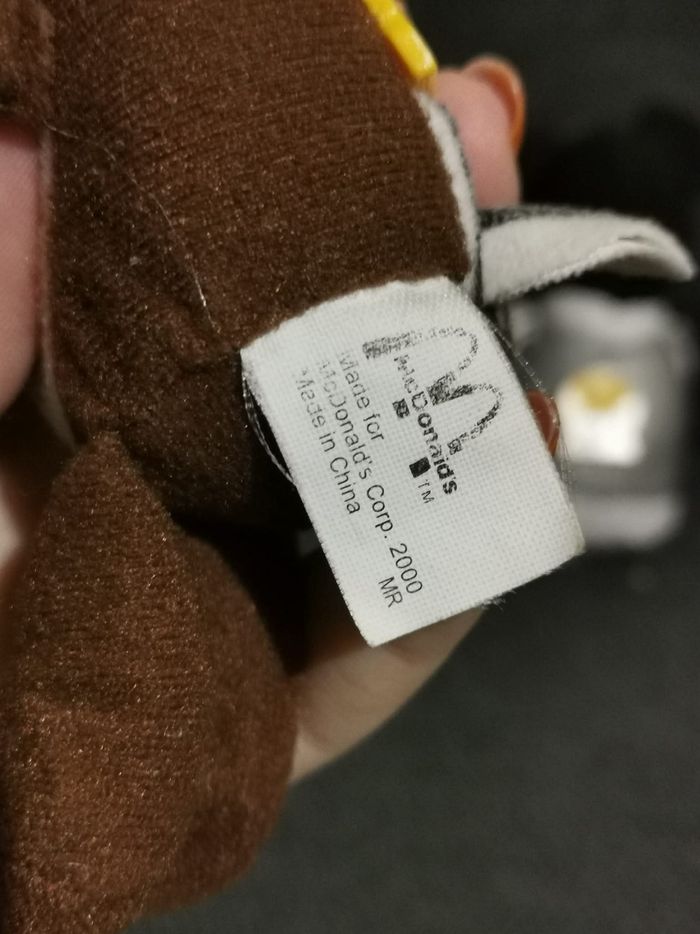 McDonald's
TM
Made for
McDonald's Corp. 2000
Made in China
MR